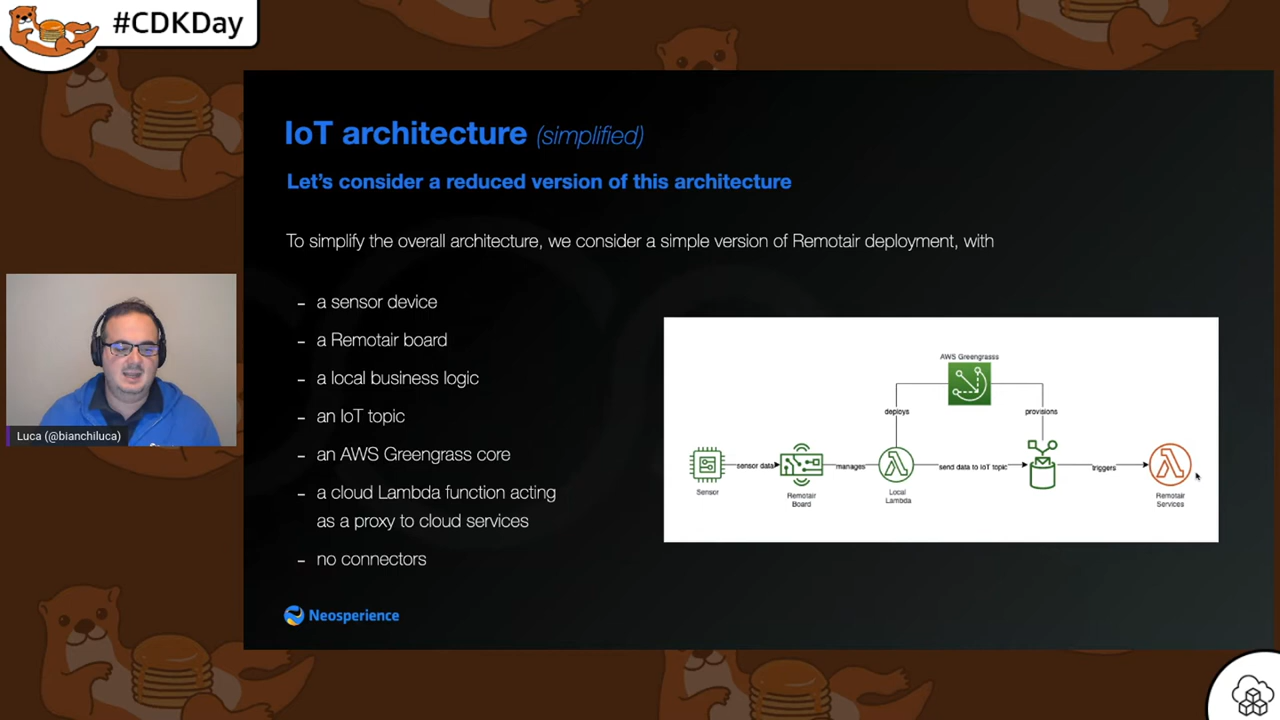 #CDKDay
IoT architecture (simplified)
Let's consider a reduced version of this architecture
To simplify the overall architecture, we consider a simple version of Remotair deployment, with
- a sensor device
- a Remotair board
- a local business logic
- an IoT topic
- an AWS Greengrass core
- a cloud Lambda function acting
as a proxy to cloud services
- no connectors
AWS Greengrasss
deploys
provisions
sensor data
manages
send data to IoT topic
triggers
Sensor
Remotair
Board
Local
Lambda
Remotair
Services
Luca (@bianchiluca)
Neosperience